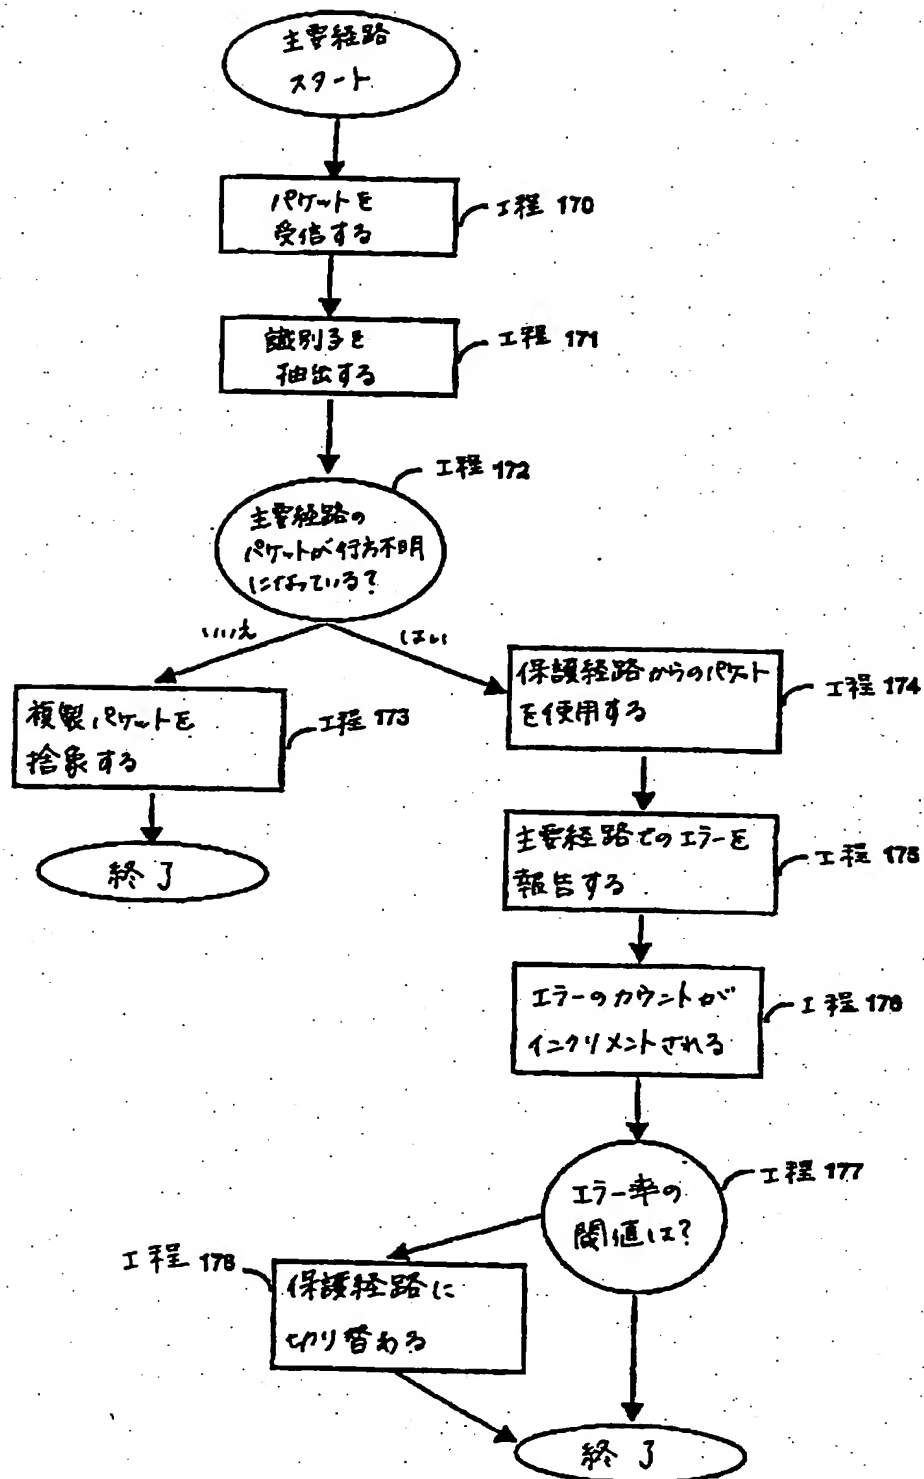 主要経路
スタート
パケットを
受信する
工程 170
識別子を
抽出する
工程 171
工程 172
主要経路の
パケットが行方不明
になっている?
いいえ
はい
複製パケットを
捨象する
工程 173
終了
保護経路からのパケット
を使用する
工程 174
主要経路でのエラーを
報告する
工程 175
エラーのカウントが
インクリメントされる
工程 176
エラー率の
閾値は?
工程 177
工程 178
保護経路に
切り替わる
終了